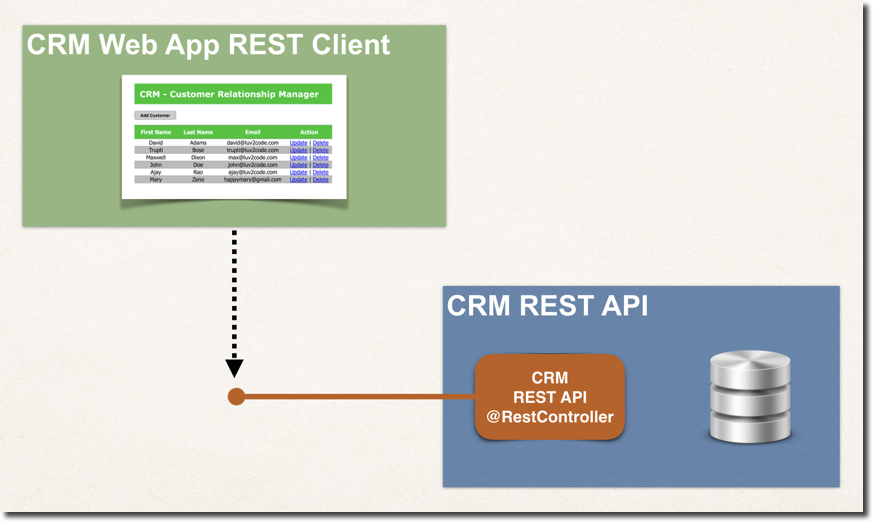 CRM Web App REST Client
CRM - Customer Relationship Manager
Add Customer
First Name Last Name Email Action
David Adams david@luv2code.com Update | Delete
Trupti Bose trupti@luv2code.com Update | Delete
Maxwell Dixon max@luv2code.com Update | Delete
John Doe john@luv2code.com Update | Delete
Ajay Rao ajay@luv2code.com Update | Delete
Mary Zeno happymary@gmail.com Update | Delete
CRM REST API
CRM
REST API
@RestController